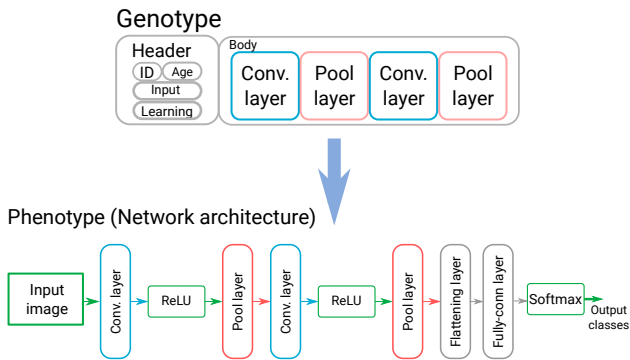 Genotype
Header
Body
ID
Age
Input
Learning
Conv.
layer
Pool
layer
Conv.
layer
Pool
layer
Phenotype (Network architecture)
Input
image
Conv. layer
ReLU
Pool layer
Conv. layer
ReLU
Pool layer
Flattening layer
Fully-conn layer
Softmax
Output
classes